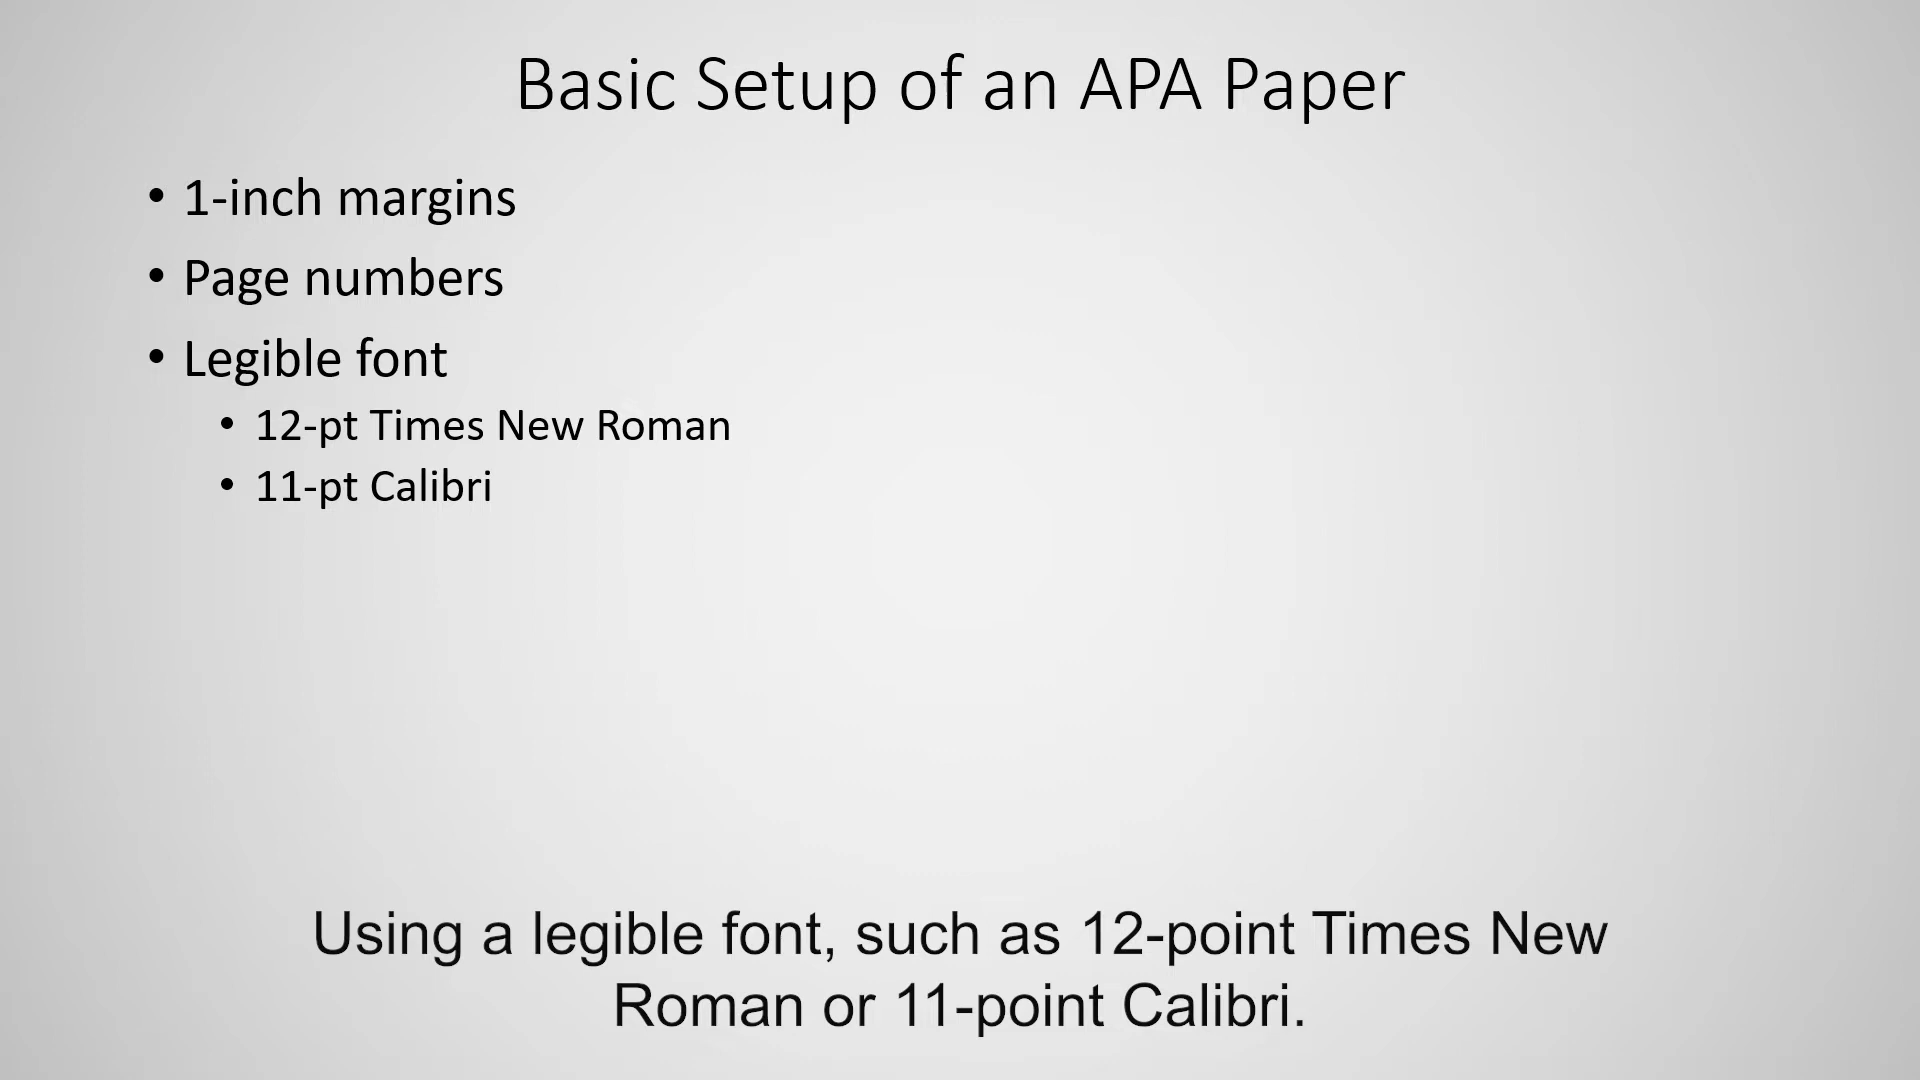 Basic Setup of an APA Paper
• 1-inch margins
• Page numbers
• Legible font
• 12-pt Times New Roman
• 11-pt Calibri
Using a legible font, such as 12-point Times New
Roman or 11-point Calibri.